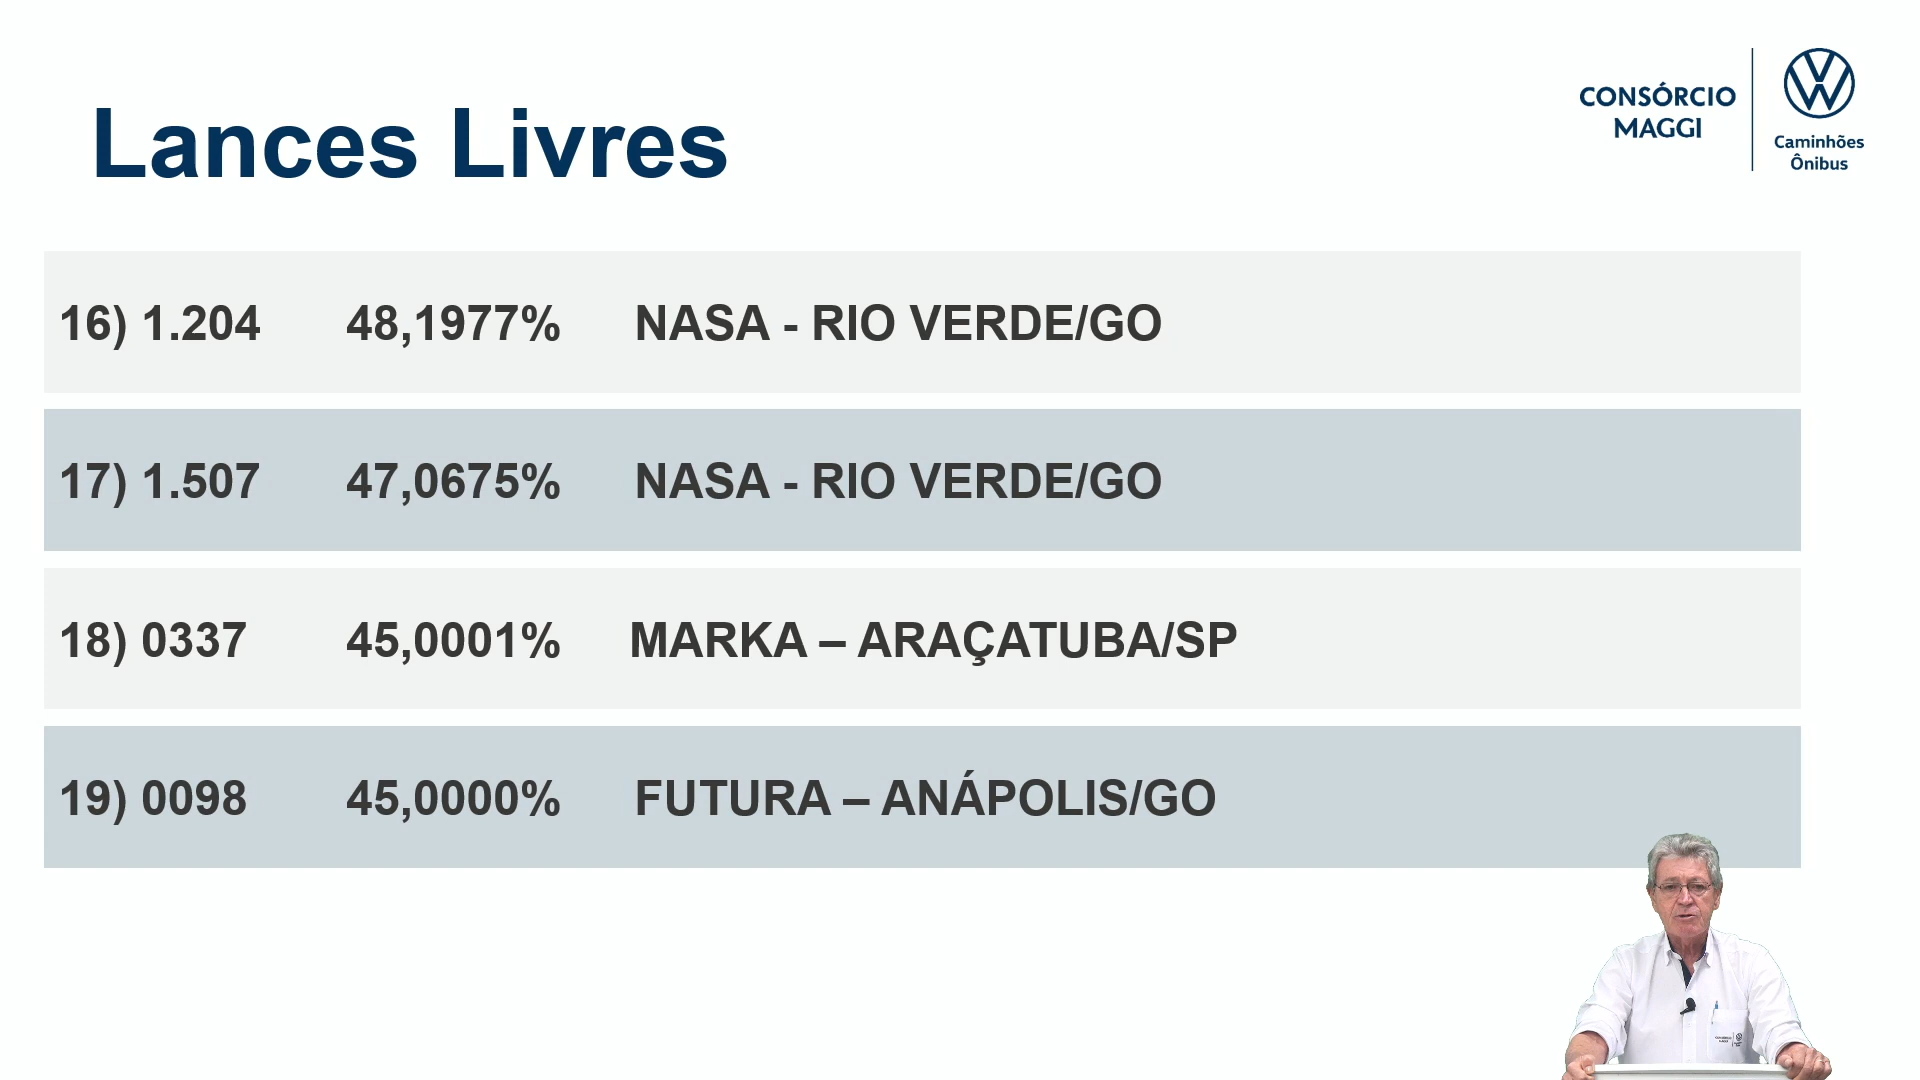 Lances Livres
CONSÓRCIO
MAGGI
Caminhões
Ônibus
16) 1.204 48,1977% NASA - RIO VERDE/GO
17) 1.507 47,0675% NASA - RIO VERDE/GO
18) 0337 45,0001% MARKA – ARAÇATUBA/SP
19) 0098 45,0000% FUTURA – ANÁPOLIS/GO